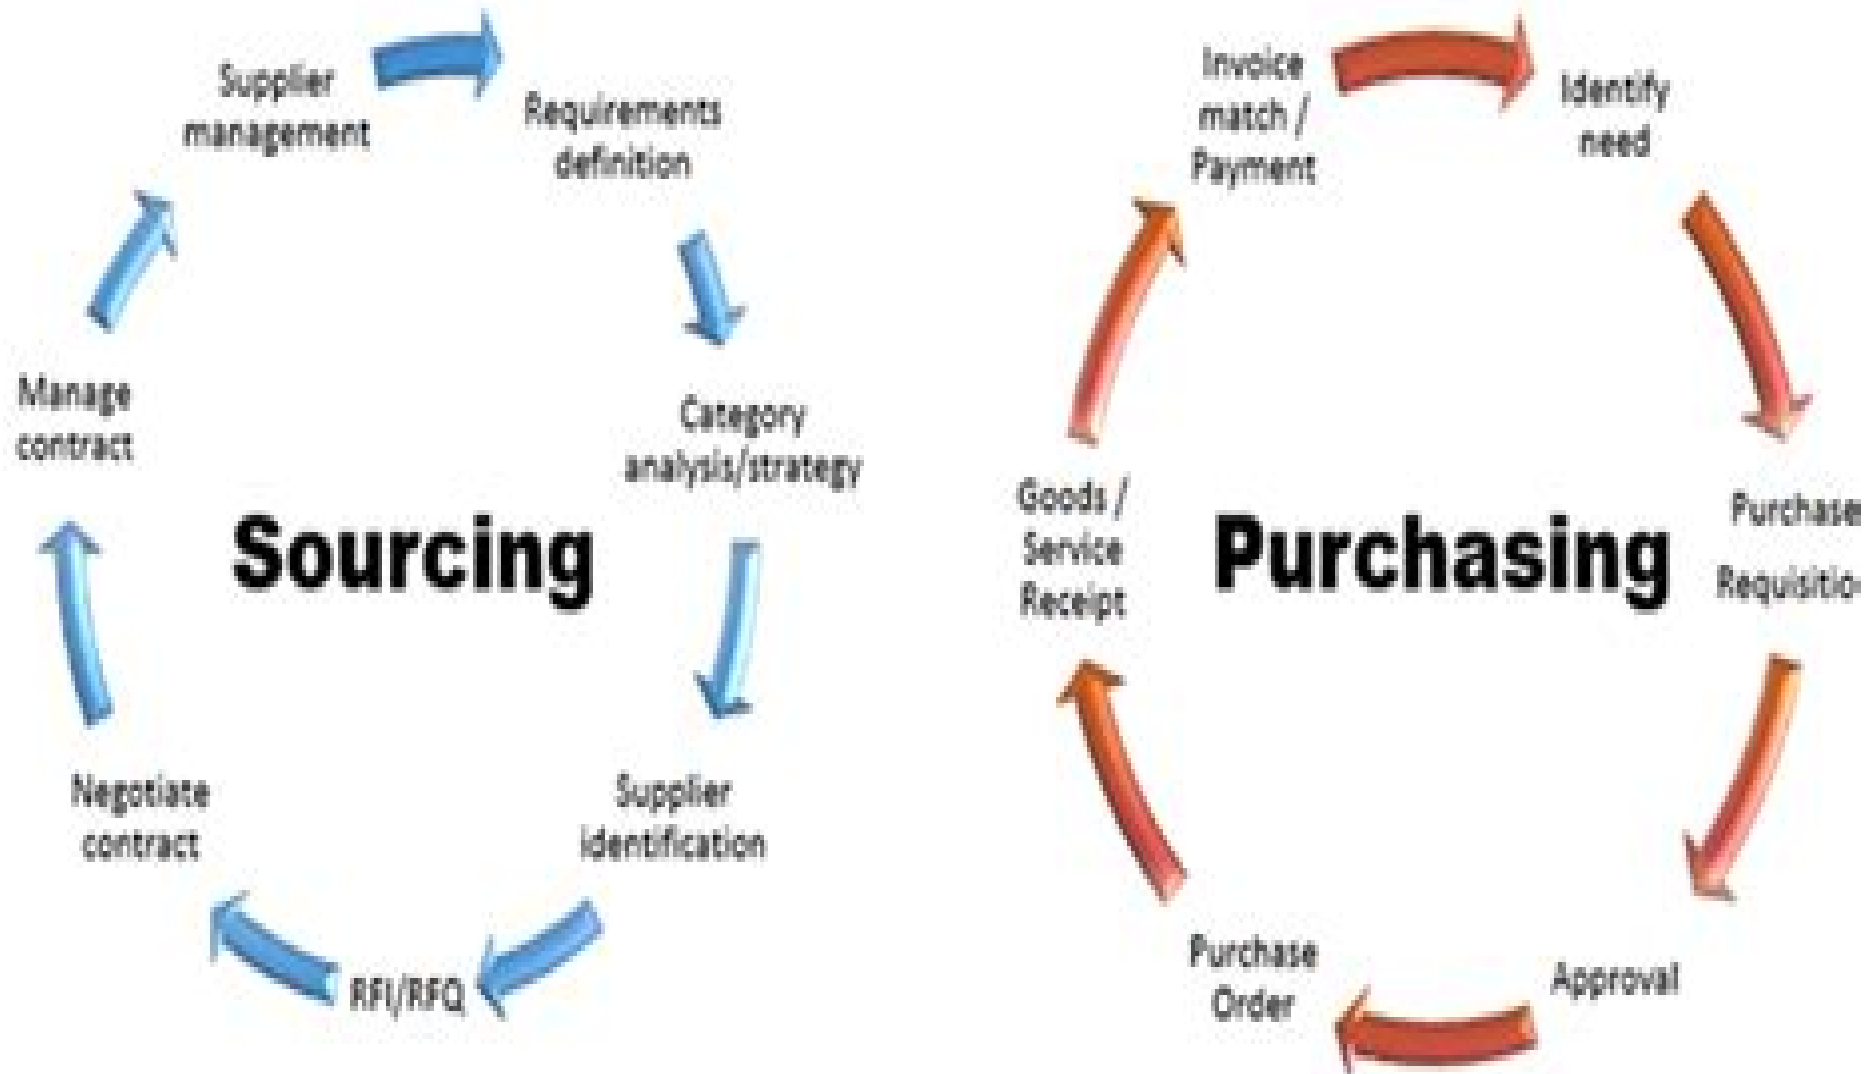 Supplier
management
Requirements
definition
Category
analysis/strategy
Supplier
identification
RFI/RFQ
Negotiate
contract
Manage
contract
Sourcing
Invoice
match /
Payment
Identify
need
Purchase
Requisitio
Approval
Purchase
Order
Goods /
Service
Receipt
Purchasing